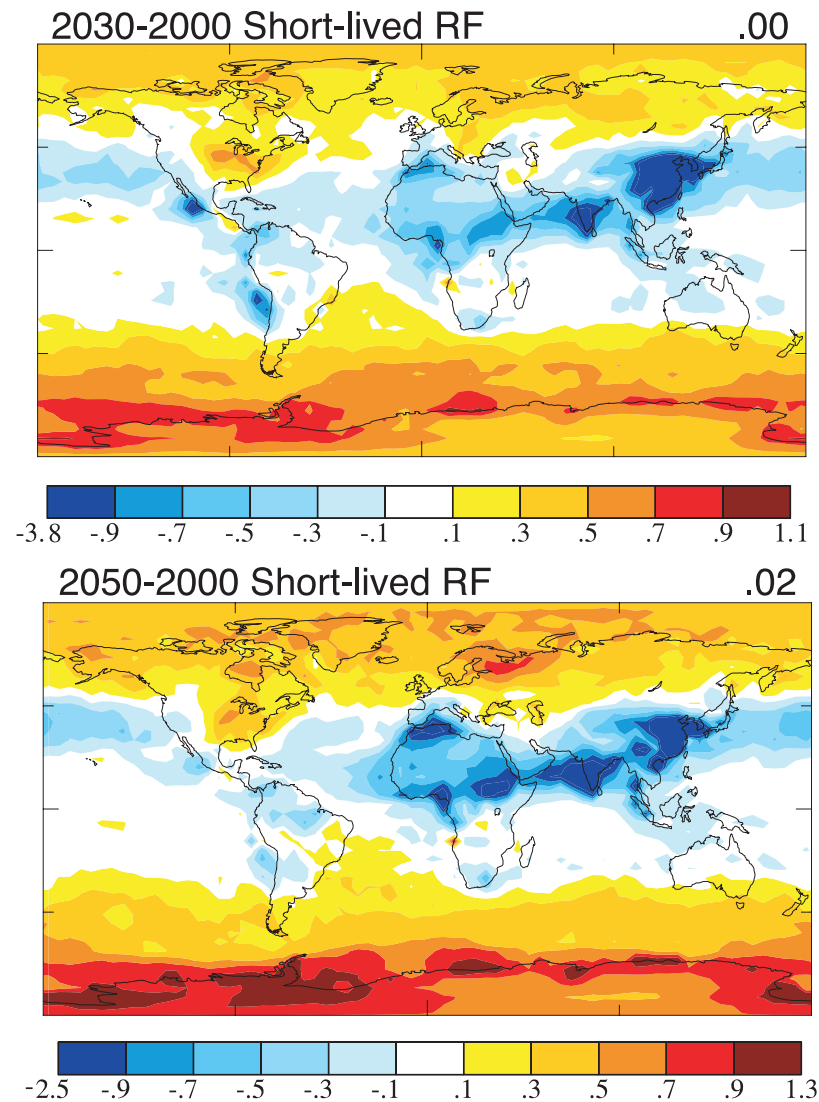 2030-2000 Short-lived RF .00
-3.8 -.9 -.7 -.5 -.3 -.1 .1 .3 .5 .7 .9 1.1
2050-2000 Short-lived RF .02
-2.5 -.9 -.7 -.5 -.3 -.1 .1 .3 .5 .7 .9 1.3